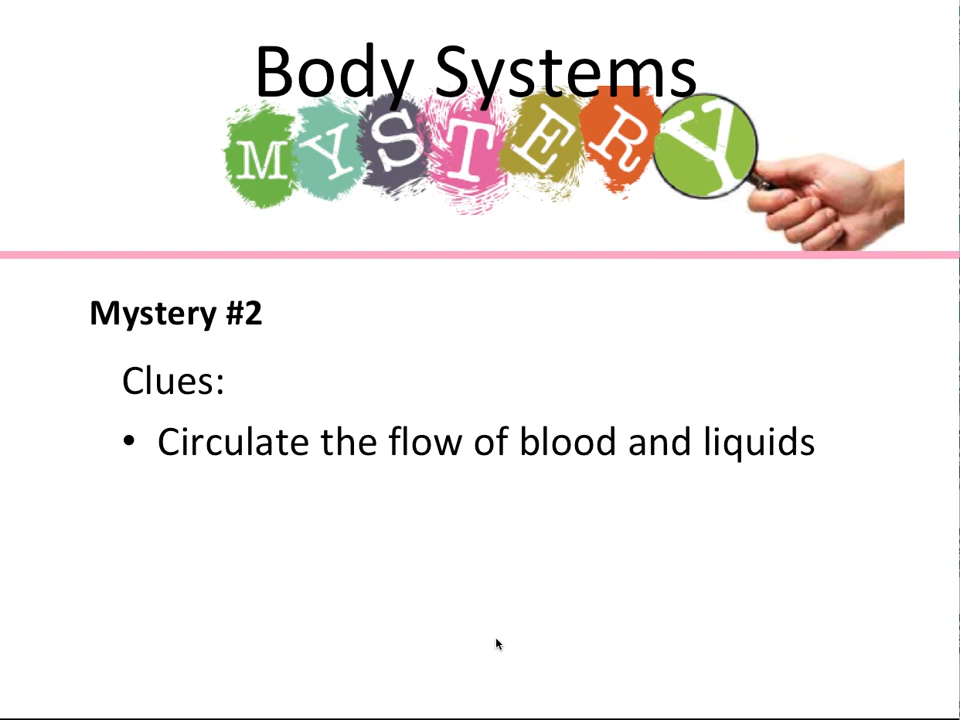 Body Systems
MYSTERY
Mystery #2
Clues:
• Circulate the flow of blood and liquids